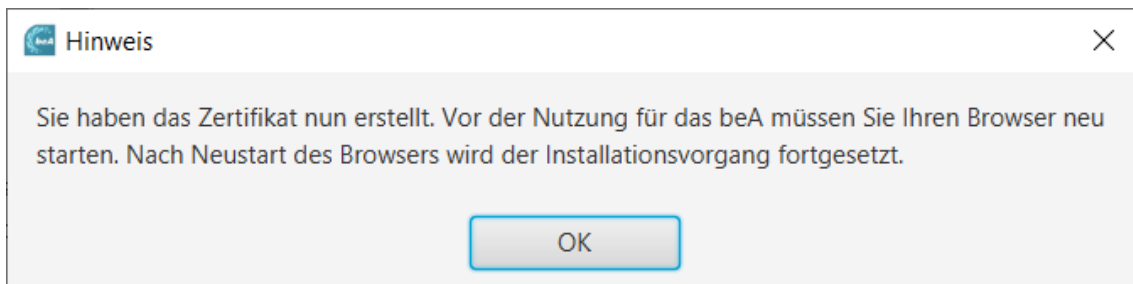 beA Hinweis
Sie haben das Zertifikat nun erstellt. Vor der Nutzung für das beA müssen Sie Ihren Browser neu
starten. Nach Neustart des Browsers wird der Installationsvorgang fortgesetzt.
OK